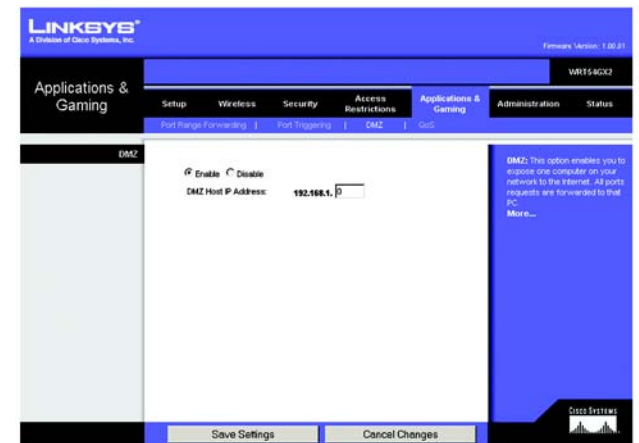 LINKSYS®
A Division of Cisco Systems, Inc.
Firmware Version: 1.00.01
WRT54GX2
Applications & Gaming
Setup Wireless Security Access Restrictions Applications & Gaming Administration Status
Port Range Forwarding | Port Triggering | DMZ | QoS
DMZ
Enable Disable
DMZ Host IP Address: 192.168.1. 0
DMZ: This option enables you to
expose one computer on your
network to the Internet. All ports
requests are forwarded to that
PC.
More...
CISCO SYSTEMS
Save Settings Cancel Changes